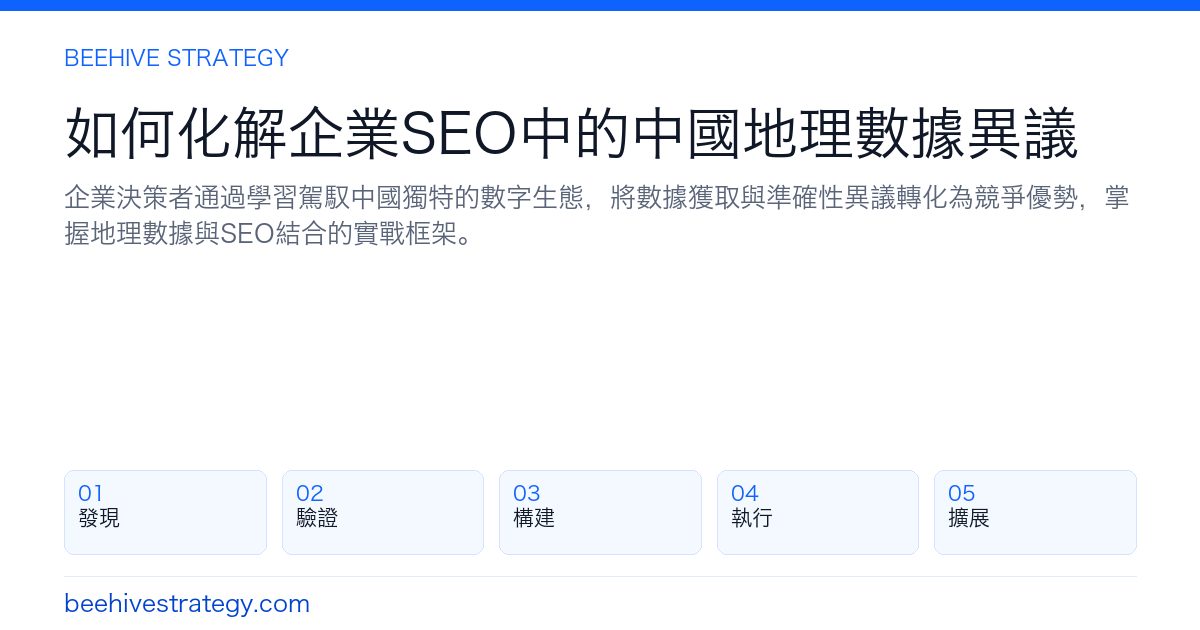 BEEHIVE STRATEGY
如何化解企業SEO中的中國地理數據異議
企業決策者通過學習駕馭中國獨特的數字生態，將數據獲取與準確性異議轉化為競爭優勢，掌
握地理數據與SEO結合的實戰框架。
01
發現
02
驗證
03
構建
04
執行
05
擴展
beehivestrategy.com